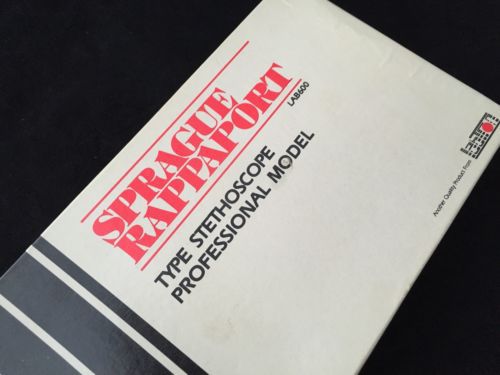 SPRAGUE
RAPPAPORT
LAB600
TYPE STETHOSCOPE
PROFESSIONAL MODEL
Another Quality Product From